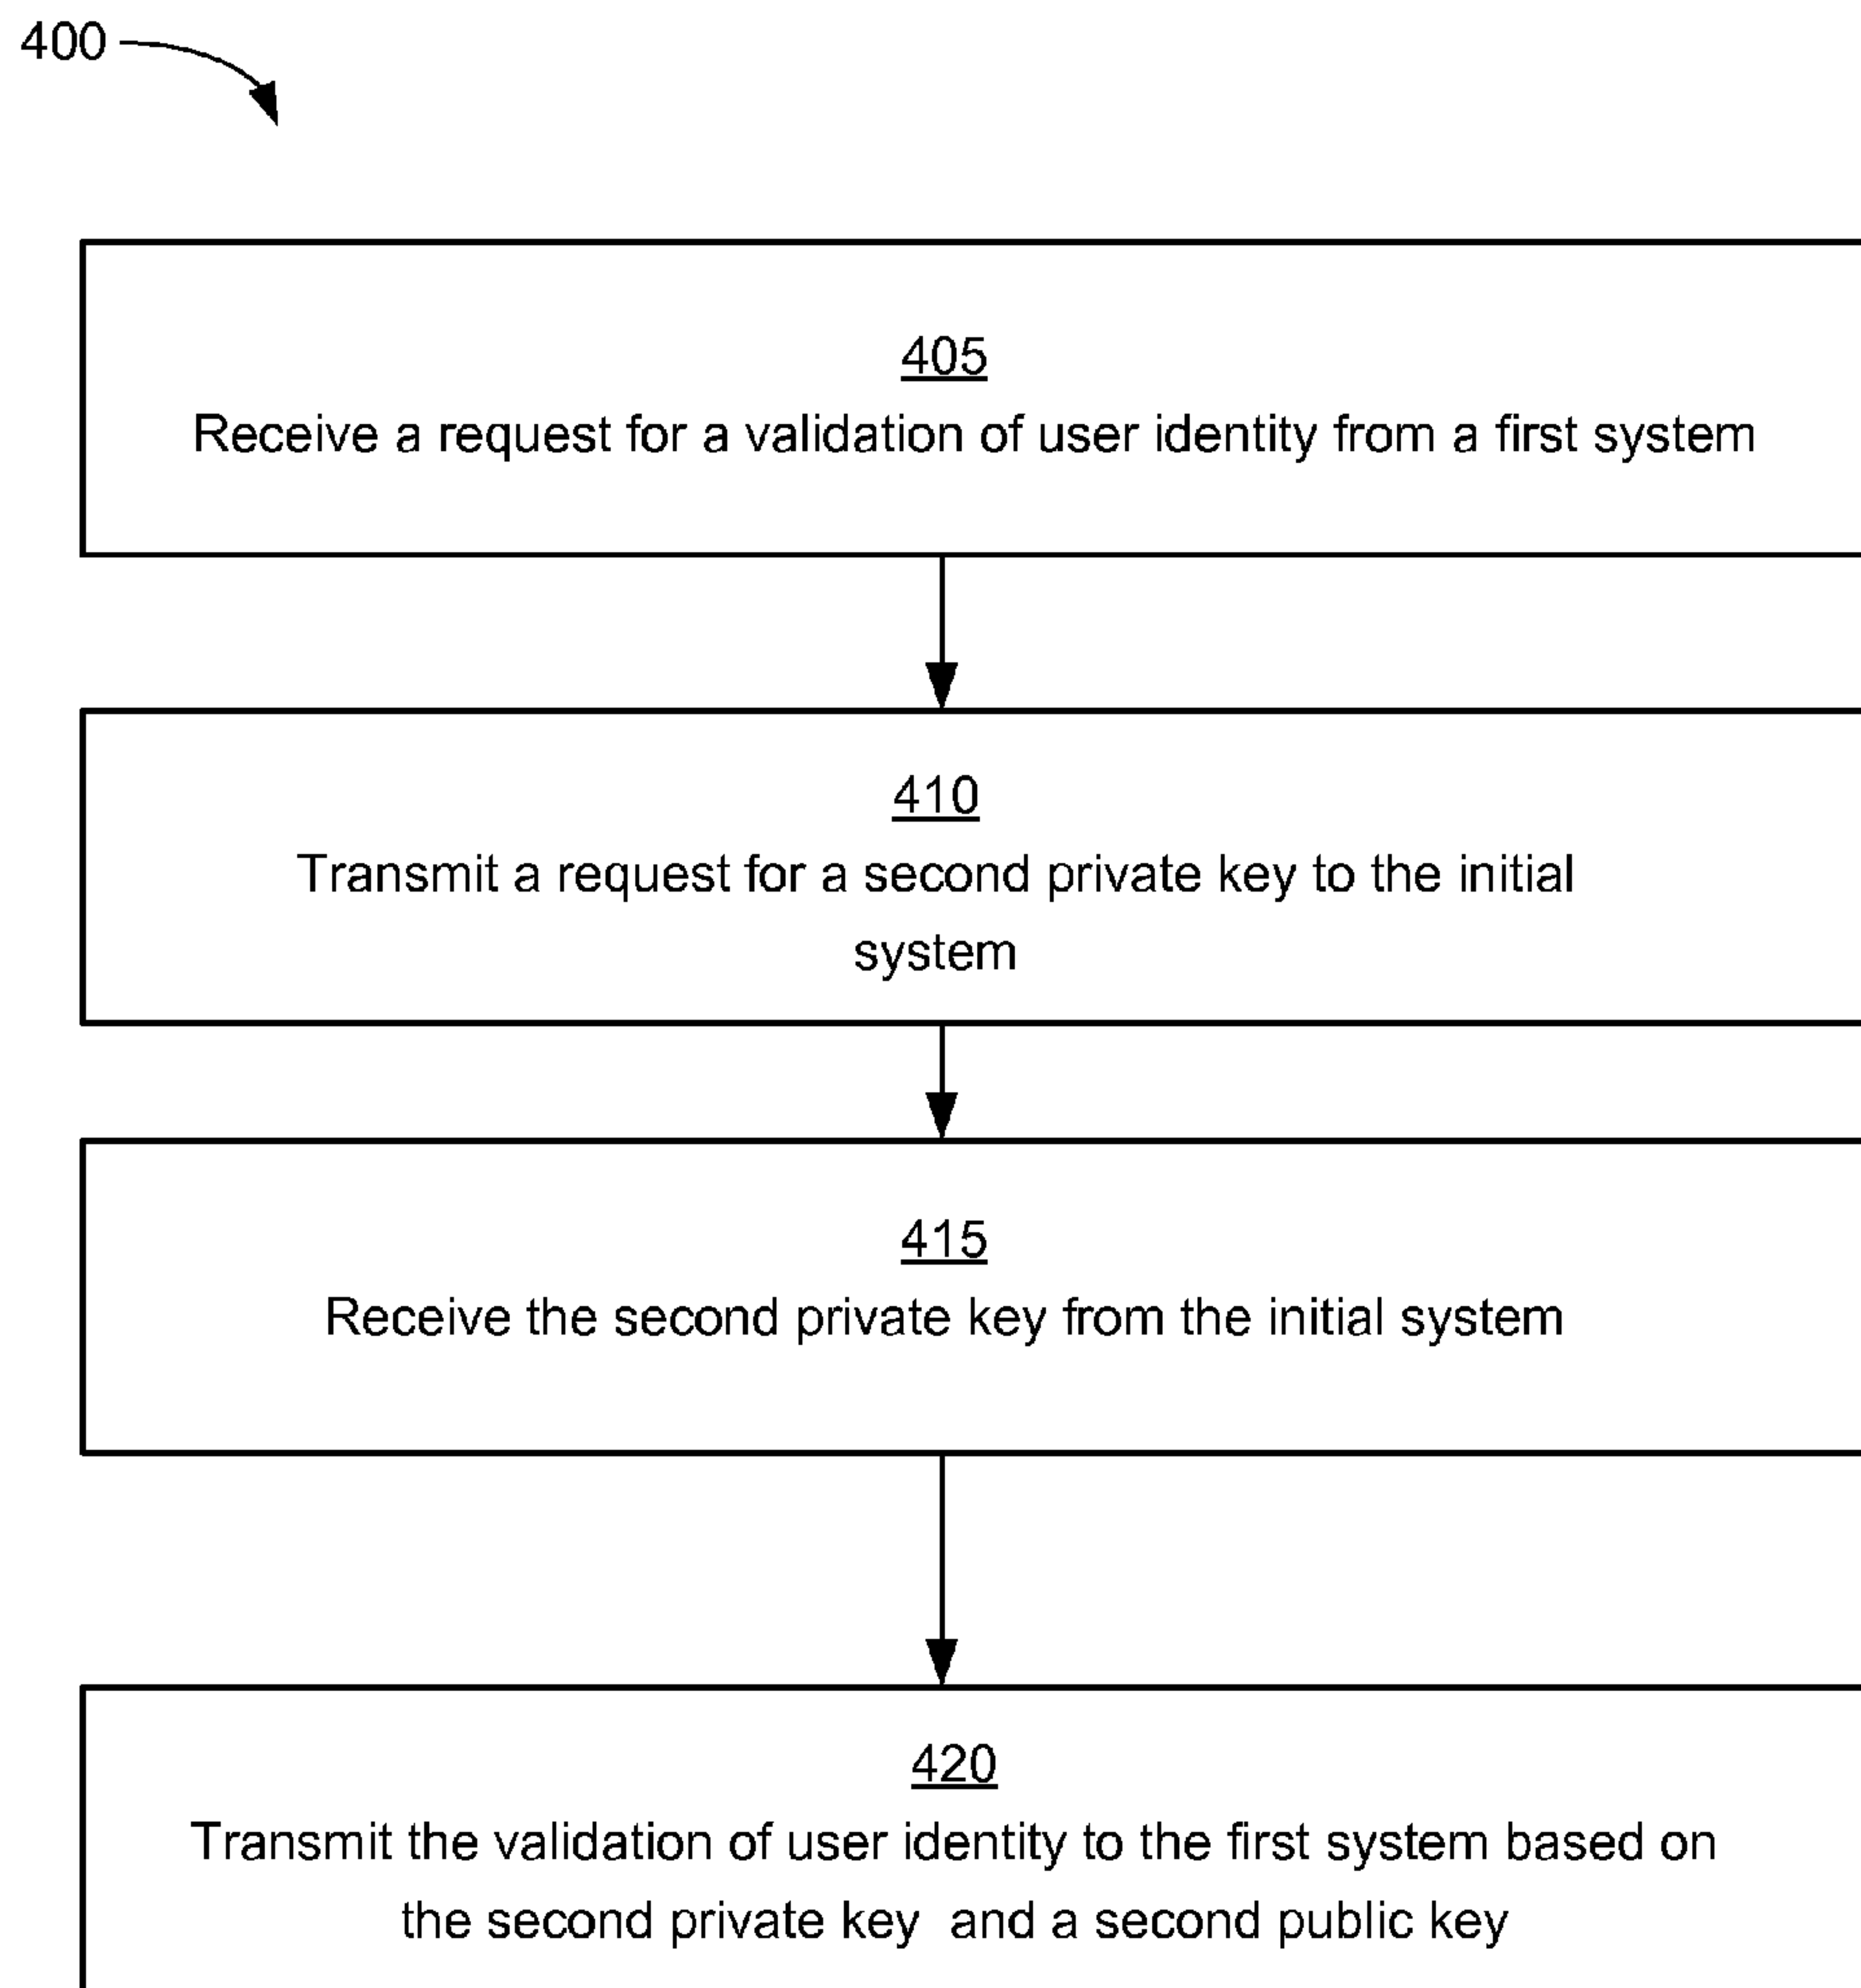 400
405
Receive a request for a validation of user identity from a first system
410
Transmit a request for a second private key to the initial
system
415
Receive the second private key from the initial system
420
Transmit the validation of user identity to the first system based on
the second private key and a second public key